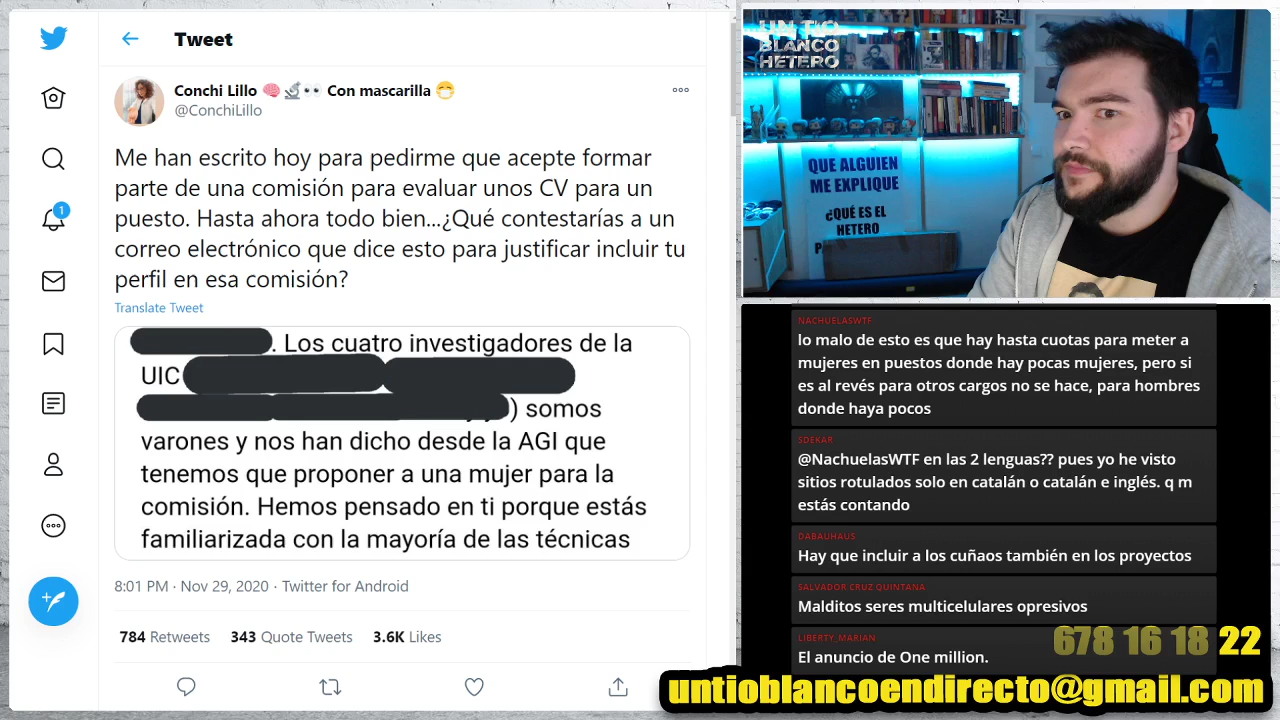 Tweet
Conchi Lillo 🧠🔬👀 Con mascarilla 😷
@ConchiLillo
Me han escrito hoy para pedirme que acepte formar
parte de una comisión para evaluar unos CV para un
puesto. Hasta ahora todo bien...¿Qué contestarías a un
correo electrónico que dice esto para justificar incluir tu
perfil en esa comisión?
Translate Tweet
. Los cuatro investigadores de la
UIC
) somos
varones y nos han dicho desde la AGI que
tenemos que proponer a una mujer para la
comisión. Hemos pensado en ti porque estás
familiarizada con la mayoría de las técnicas
8:01 PM · Nov 29, 2020 · Twitter for Android
784 Retweets 343 Quote Tweets 3.6K Likes
1
UN TIO
BLANCO
HETERO
QUE ALGUIEN
ME EXPLIQUE
¿QUÉ ES EL
HETERO
NACHUELASWTF
lo malo de esto es que hay hasta cuotas para meter a
mujeres en puestos donde hay pocas mujeres, pero si
es al revés para otros cargos no se hace, para hombres
donde haya pocos
SDEKAR
@NachuelasWTF en las 2 lenguas?? pues yo he visto
sitios rotulados solo en catalán o catalán e inglés. q m
estás contando
DABAUHAUS
Hay que incluir a los cuñaos también en los proyectos
SALVADOR CRUZ QUINTANA
Malditos seres multicelulares opresivos
LIBERTY_MARIAN
El anuncio de One million.
678 16 18 22
untioblancoendirecto@gmail.com